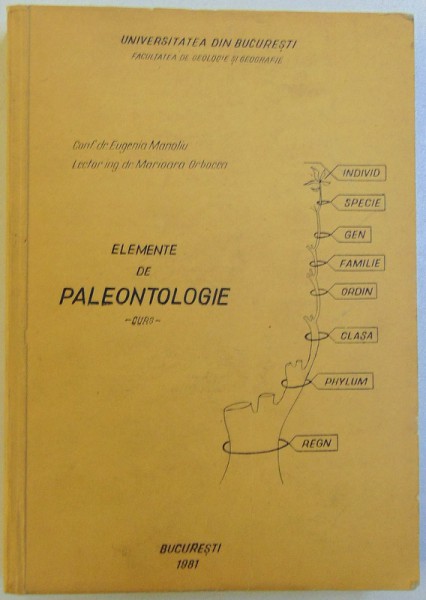 UNIVERSITATEA DIN BUCUREȘTI
FACULTATEA DE GEOLOGIE ȘI GEOGRAFIE
Conf. dr. Eugenia Manoliu
Lector ing. dr. Marioara Orbocea
ELEMENTE
DE
PALEONTOLOGIE
-CURS-
INDIVID
SPECIE
GEN
FAMILIE
ORDIN
CLASA
PHYLUM
REGN
BUCUREȘTI
1981